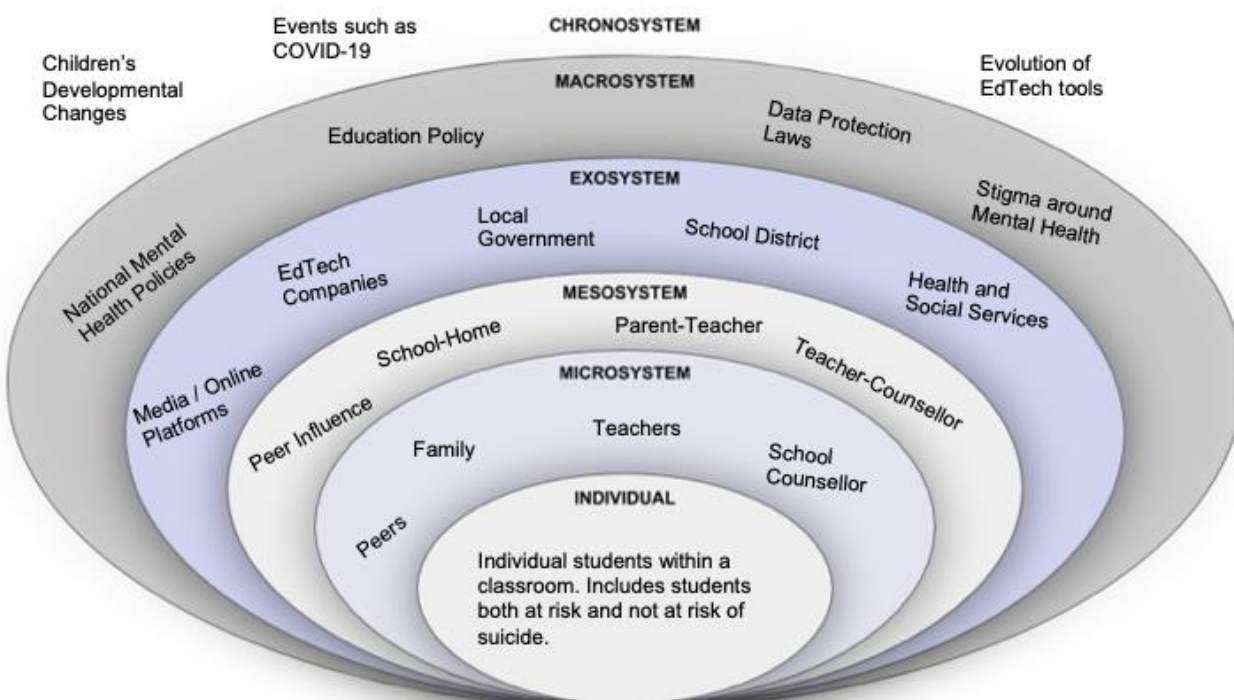 CHRONOSYSTEM
Events such as
COVID-19
Children's
Developmental
Changes
Evolution of
EdTech tools
MACROSYSTEM
Education Policy
Data Protection
Laws
National Mental
Health Policies
Stigma around
Mental Health
EXOSYSTEM
Local
Government
School District
EdTech
Companies
Health and
Social Services
Media / Online
Platforms
MESOSYSTEM
School-Home
Parent-Teacher
Teacher-Counsellor
Peer Influence
MICROSYSTEM
Family
Teachers
School
Counsellor
Peers
INDIVIDUAL
Individual students within a
classroom. Includes students
both at risk and not at risk of
suicide.